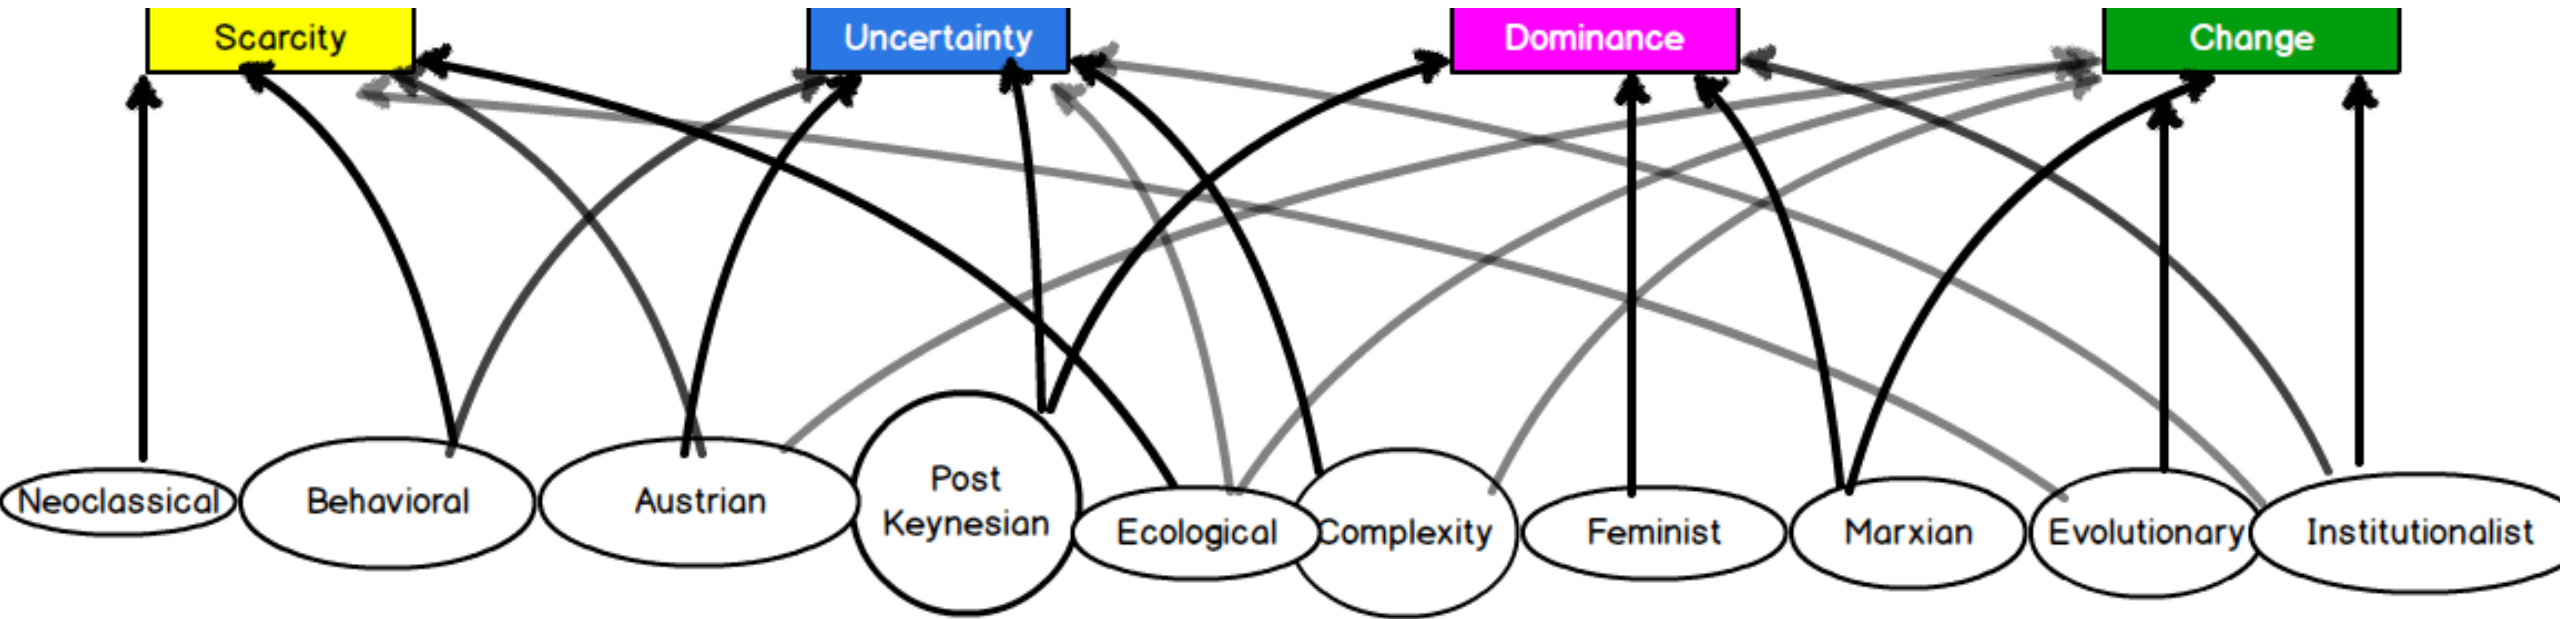 Scarcity
Uncertainty
Dominance
Change
Neoclassical
Behavioral
Austrian
Post
Keynesian
Ecological
Complexity
Feminist
Marxian
Evolutionary
Institutionalist